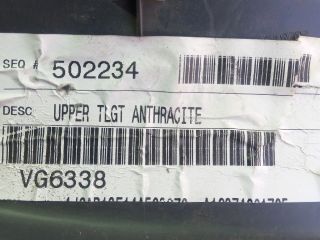 SEQ # 502234
DESC UPPER TLGT ANTHRACITE
VG6338